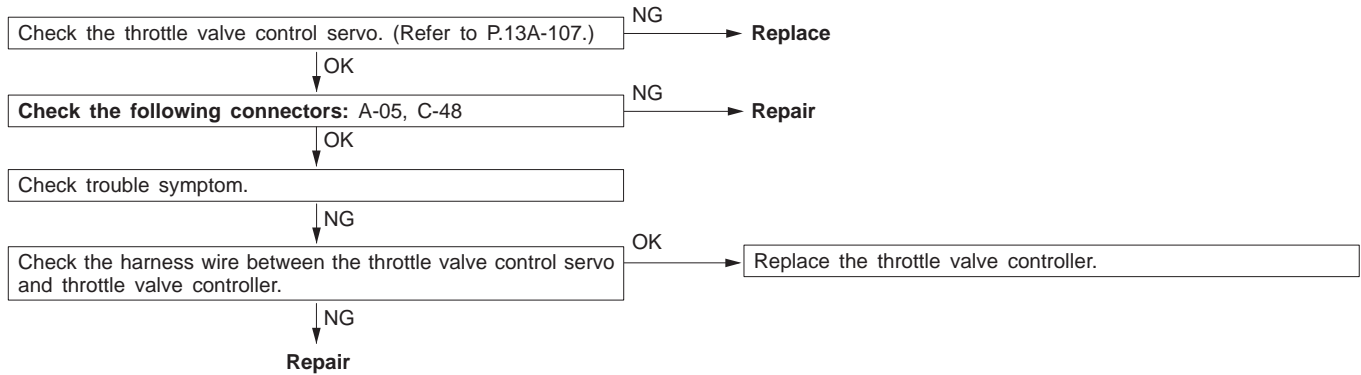 Check the throttle valve control servo. (Refer to P.13A-107.)
NG
Replace
OK
Check the following connectors: A-05, C-48
NG
Repair
OK
Check trouble symptom.
NG
Check the harness wire between the throttle valve control servo
and throttle valve controller.
OK
Replace the throttle valve controller.
NG
Repair